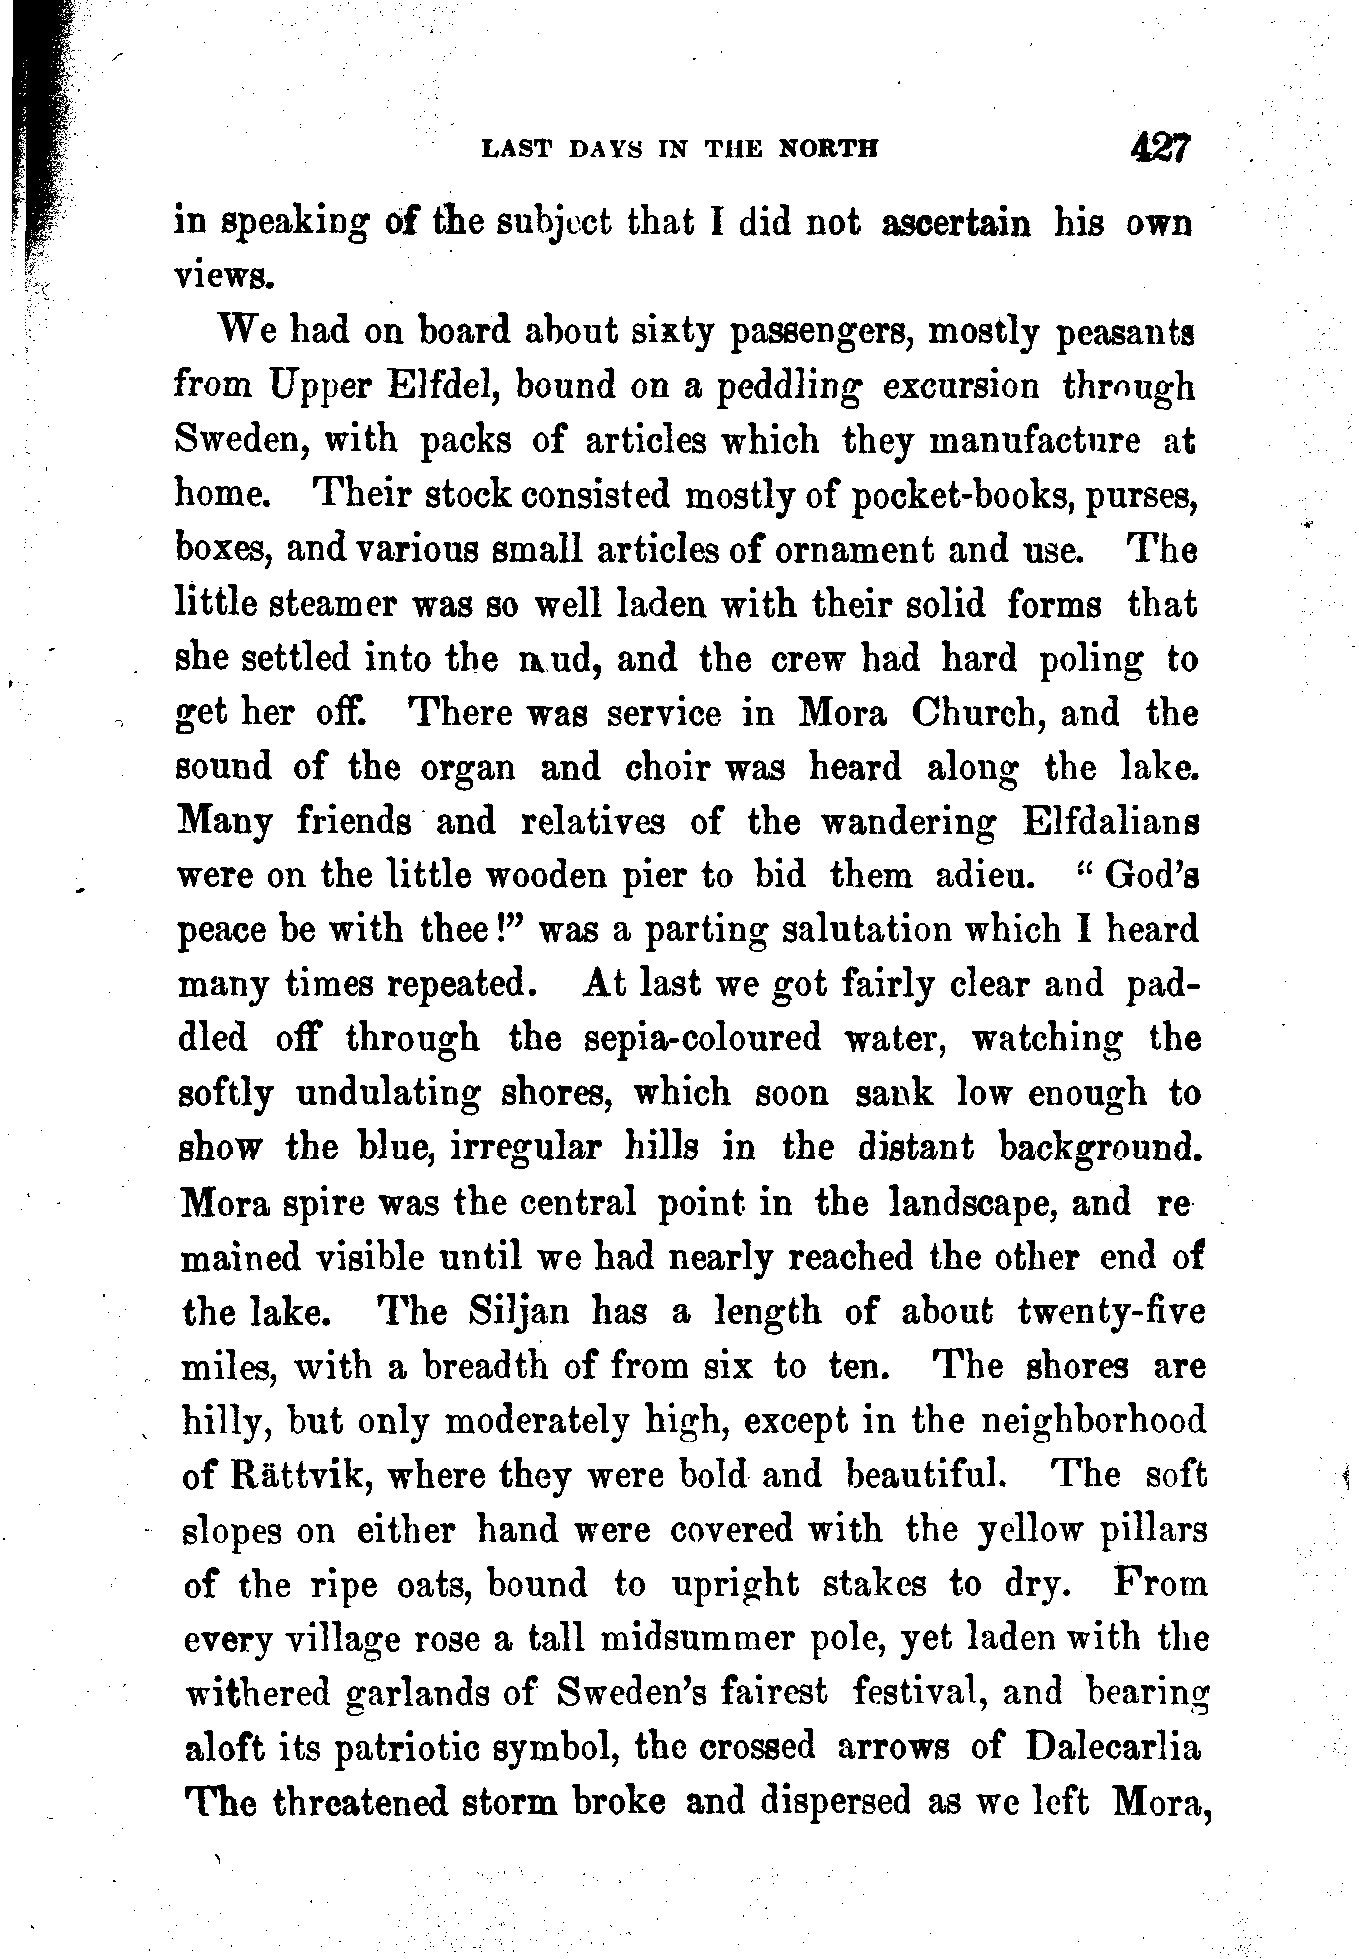 LAST DAYS IN THE NORTH 427
in speaking of the subject that I did not ascertain his own
views.
We had on board about sixty passengers, mostly peasants
from Upper Elfdel, bound on a peddling excursion through
Sweden, with packs of articles which they manufacture at
home. Their stock consisted mostly of pocket-books, purses,
boxes, and various small articles of ornament and use. The
little steamer was so well laden with their solid forms that
she settled into the mud, and the crew had hard poling to
get her off. There was service in Mora Church, and the
sound of the organ and choir was heard along the lake.
Many friends and relatives of the wandering Elfdalians
were on the little wooden pier to bid them adieu. “ God’s
peace be with thee!” was a parting salutation which I heard
many times repeated. At last we got fairly clear and pad-
dled off through the sepia-coloured water, watching the
softly undulating shores, which soon sank low enough to
show the blue, irregular hills in the distant background.
Mora spire was the central point in the landscape, and re
mained visible until we had nearly reached the other end of
the lake. The Siljan has a length of about twenty-five
miles, with a breadth of from six to ten. The shores are
hilly, but only moderately high, except in the neighborhood
of Rättvik, where they were bold and beautiful. The soft
slopes on either hand were covered with the yellow pillars
of the ripe oats, bound to upright stakes to dry. From
every village rose a tall midsummer pole, yet laden with the
withered garlands of Sweden’s fairest festival, and bearing
aloft its patriotic symbol, the crossed arrows of Dalecarlia
The threatened storm broke and dispersed as we left Mora,